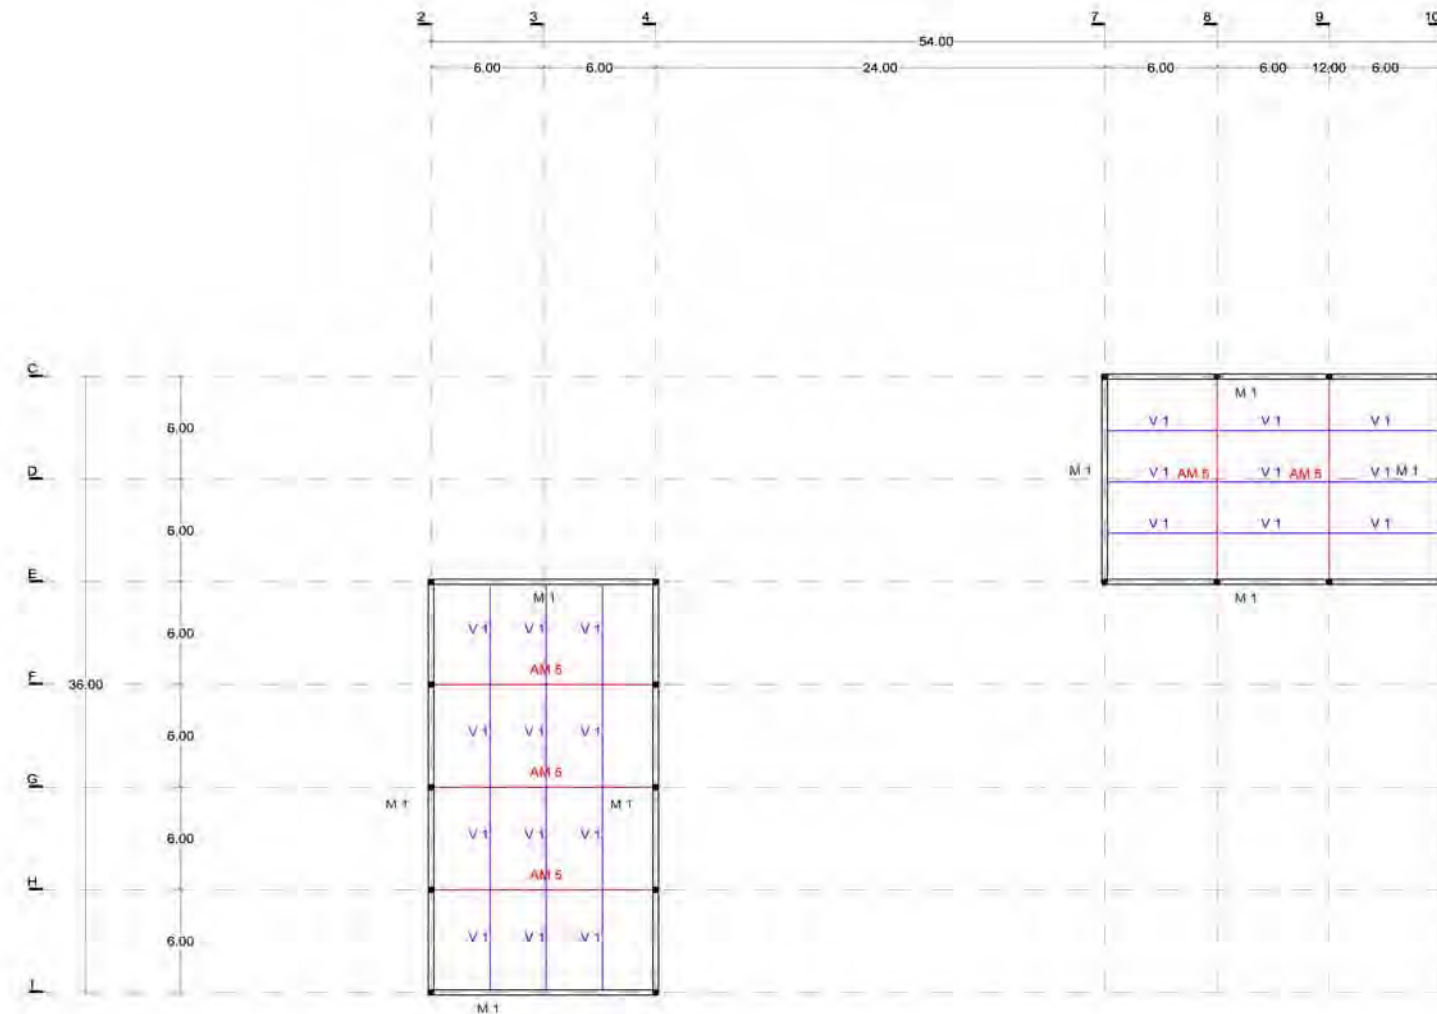 2 3 4 7 8 9 10
54.00
6.00 6.00 24.00 6.00 6.00 12.00 6.00
C
M 1
6.00 V 1 V 1 V 1
D M 1 V 1 AM 5 V 1 AM 5 V 1 M 1
6.00 V 1 V 1 V 1
E
M 1 M 1
6.00 V 1 V 1 V 1
AM 5
F 36.00
6.00 V 1 V 1 V 1
AM 5
G
M 1 M 1
6.00 V 1 V 1 V 1
AM 5
H
6.00 V 1 V 1 V 1
I
M 1